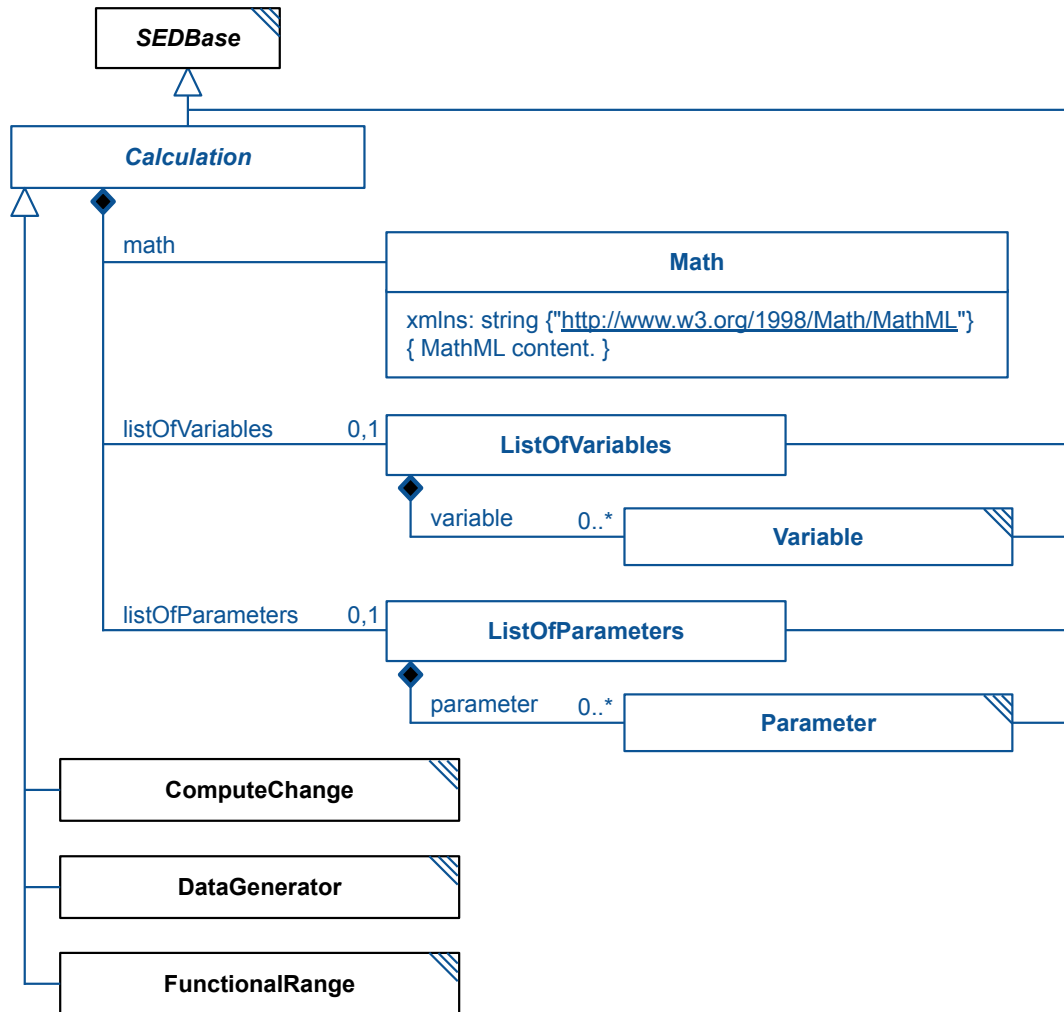 SEDBase
Calculation
math
Math
xmlns: string {"http://www.w3.org/1998/Math/MathML"}
{ MathML content. }
listOfVariables 0,1
ListOfVariables
variable 0..*
Variable
listOfParameters 0,1
ListOfParameters
parameter 0..*
Parameter
ComputeChange
DataGenerator
FunctionalRange